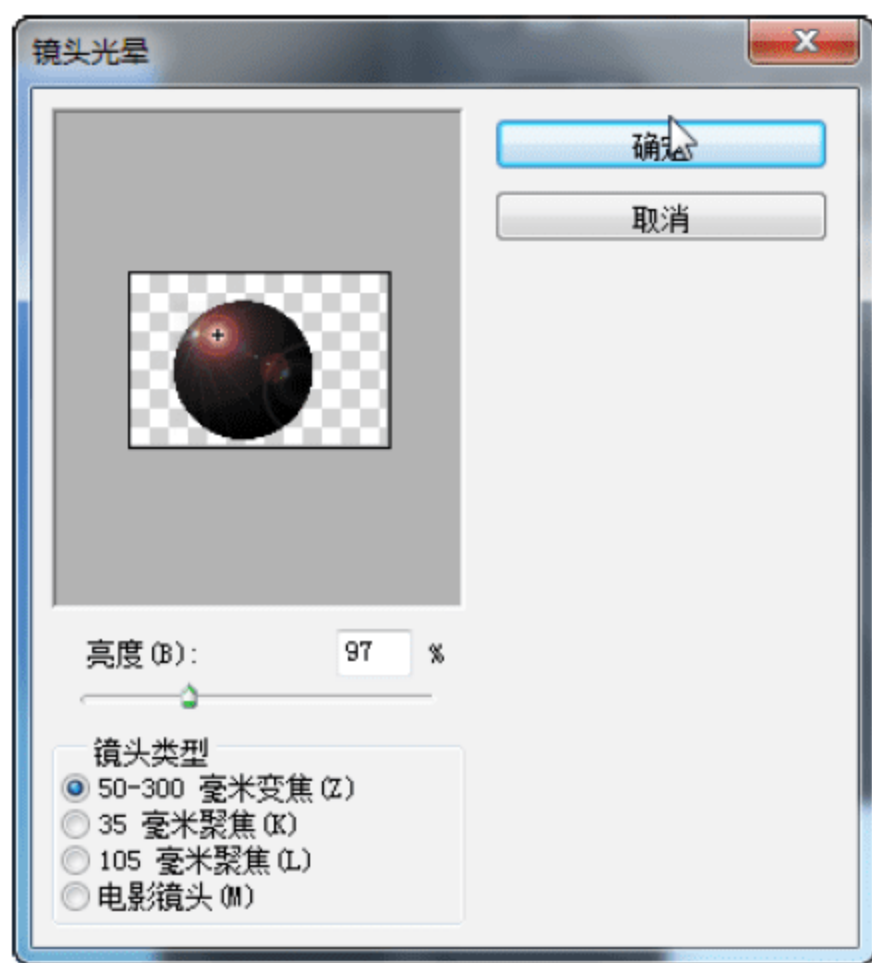 镜头光晕
确定
取消
亮度(B): 97 %
镜头类型
50-300 毫米变焦(Z)
35 毫米聚焦(K)
105 毫米聚焦(L)
电影镜头(M)